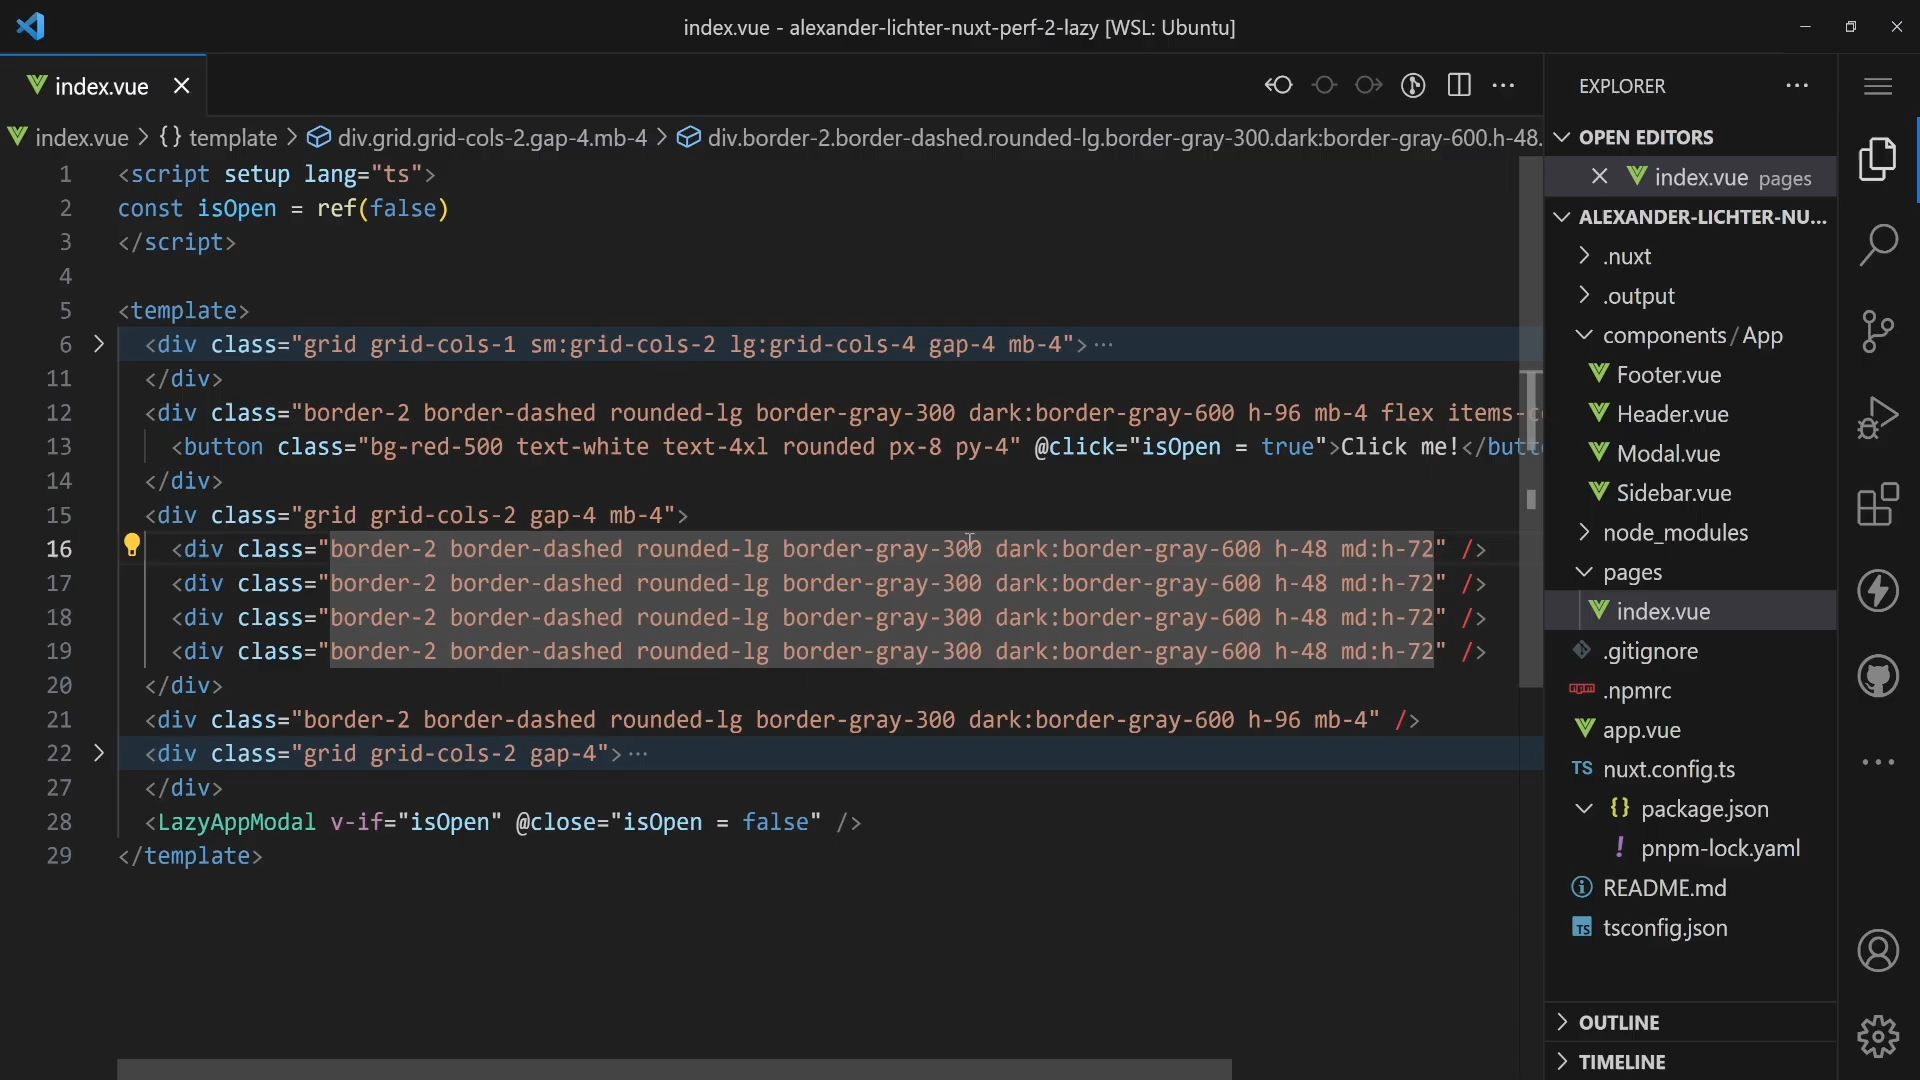 index.vue - alexander-lichter-nuxt-perf-2-lazy [WSL: Ubuntu]
index.vue
index.vue > {} template > div.grid.grid-cols-2.gap-4.mb-4 > div.border-2.border-dashed.rounded-lg.border-gray-300.dark:border-gray-600.h-48.
1 <script setup lang="ts">
2 const isOpen = ref(false)
3 </script>
4
5 <template>
6 <div class="grid grid-cols-1 sm:grid-cols-2 lg:grid-cols-4 gap-4 mb-4">…
11 </div>
12 <div class="border-2 border-dashed rounded-lg border-gray-300 dark:border-gray-600 h-96 mb-4 flex items-c
13 <button class="bg-red-500 text-white text-4xl rounded px-8 py-4" @click="isOpen = true">Click me!</butt
14 </div>
15 <div class="grid grid-cols-2 gap-4 mb-4">
16 <div class="border-2 border-dashed rounded-lg border-gray-300 dark:border-gray-600 h-48 md:h-72" />
17 <div class="border-2 border-dashed rounded-lg border-gray-300 dark:border-gray-600 h-48 md:h-72" />
18 <div class="border-2 border-dashed rounded-lg border-gray-300 dark:border-gray-600 h-48 md:h-72" />
19 <div class="border-2 border-dashed rounded-lg border-gray-300 dark:border-gray-600 h-48 md:h-72" />
20 </div>
21 <div class="border-2 border-dashed rounded-lg border-gray-300 dark:border-gray-600 h-96 mb-4" />
22 <div class="grid grid-cols-2 gap-4">…
27 </div>
28 <LazyAppModal v-if="isOpen" @close="isOpen = false" />
29 </template>
EXPLORER
OPEN EDITORS
index.vue pages
ALEXANDER-LICHTER-NU...
.nuxt
.output
components / App
Footer.vue
Header.vue
Modal.vue
Sidebar.vue
node_modules
pages
index.vue
.gitignore
.npmrc
app.vue
TS nuxt.config.ts
{} package.json
! pnpm-lock.yaml
README.md
TS tsconfig.json
OUTLINE
TIMELINE